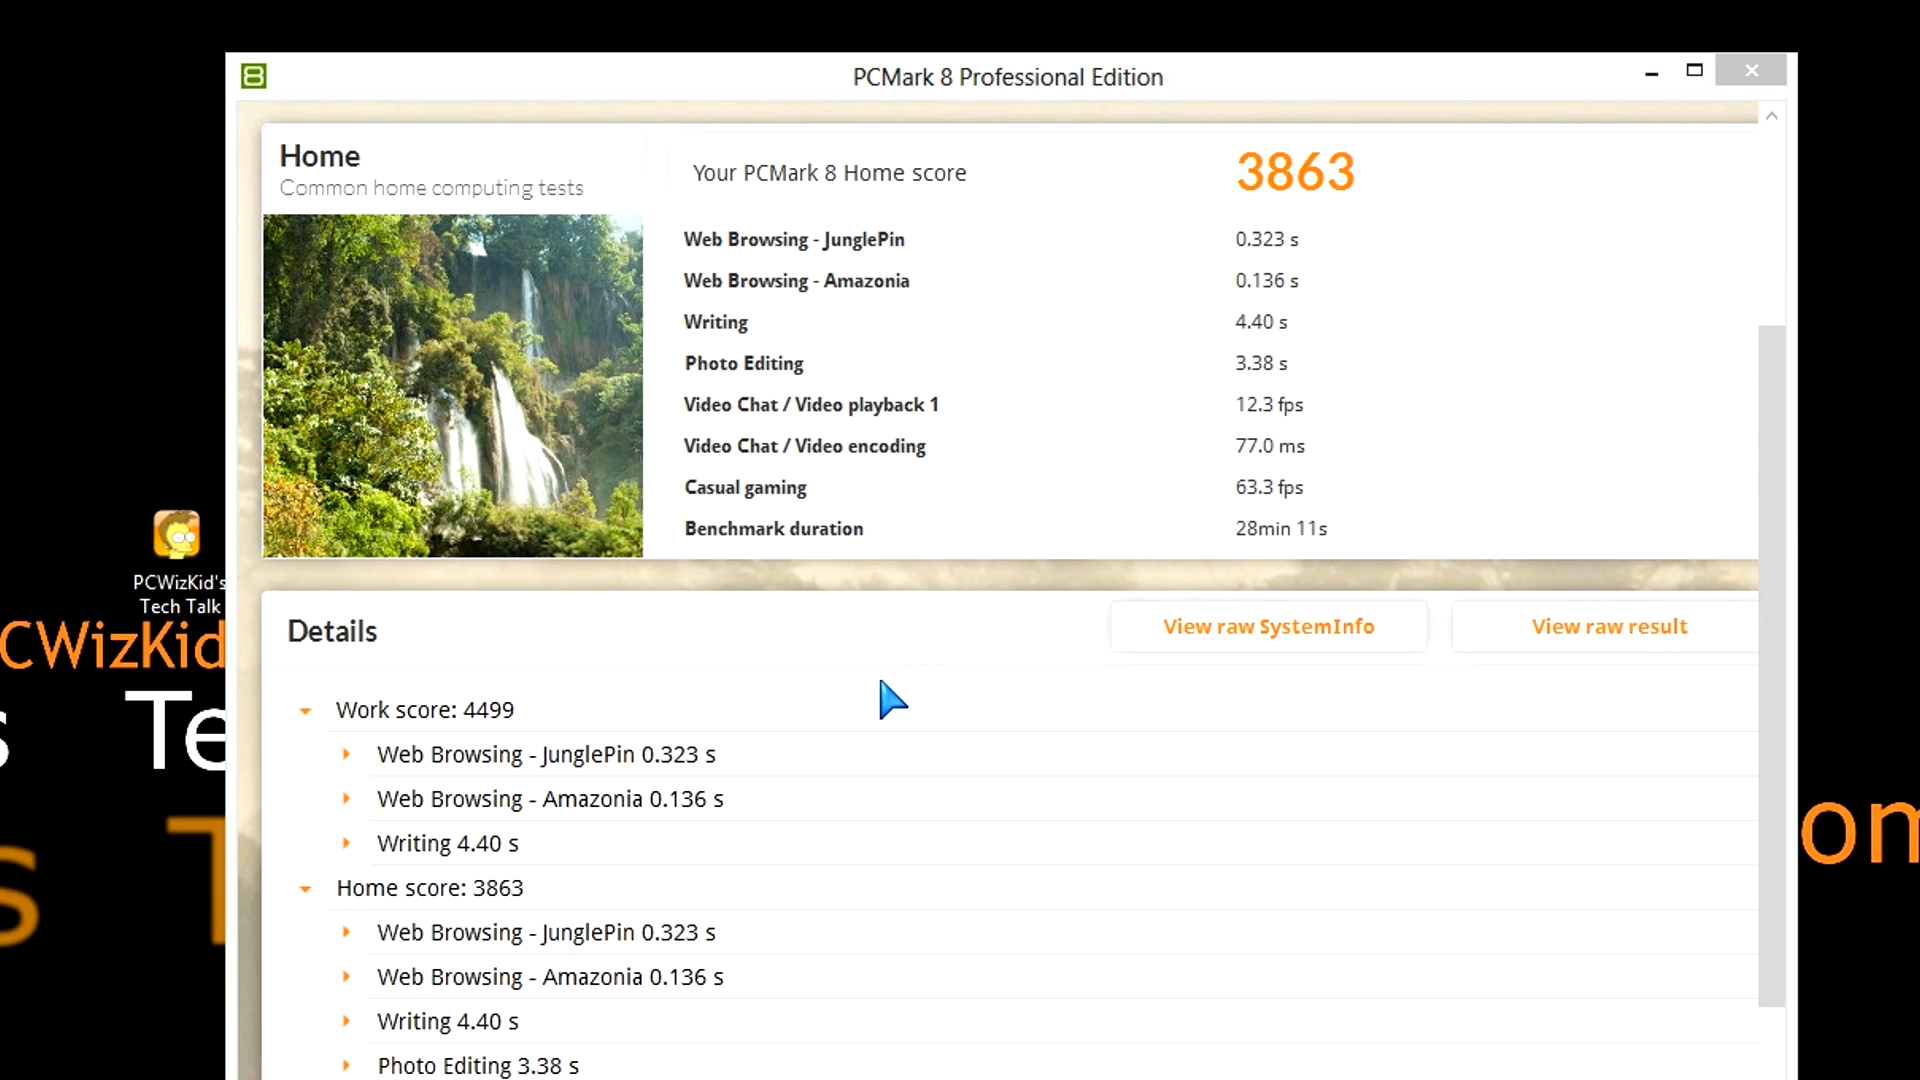 PCMark 8 Professional Edition
Home
Common home computing tests
Your PCMark 8 Home score 3863
Web Browsing - JunglePin 0.323 s
Web Browsing - Amazonia 0.136 s
Writing 4.40 s
Photo Editing 3.38 s
Video Chat / Video playback 1 12.3 fps
Video Chat / Video encoding 77.0 ms
Casual gaming 63.3 fps
Benchmark duration 28min 11s
PCWizKid's
Tech Talk
CWizKid
s Te
s T
om
Details
View raw SystemInfo
View raw result
Work score: 4499
Web Browsing - JunglePin 0.323 s
Web Browsing - Amazonia 0.136 s
Writing 4.40 s
Home score: 3863
Web Browsing - JunglePin 0.323 s
Web Browsing - Amazonia 0.136 s
Writing 4.40 s
Photo Editing 3.38 s